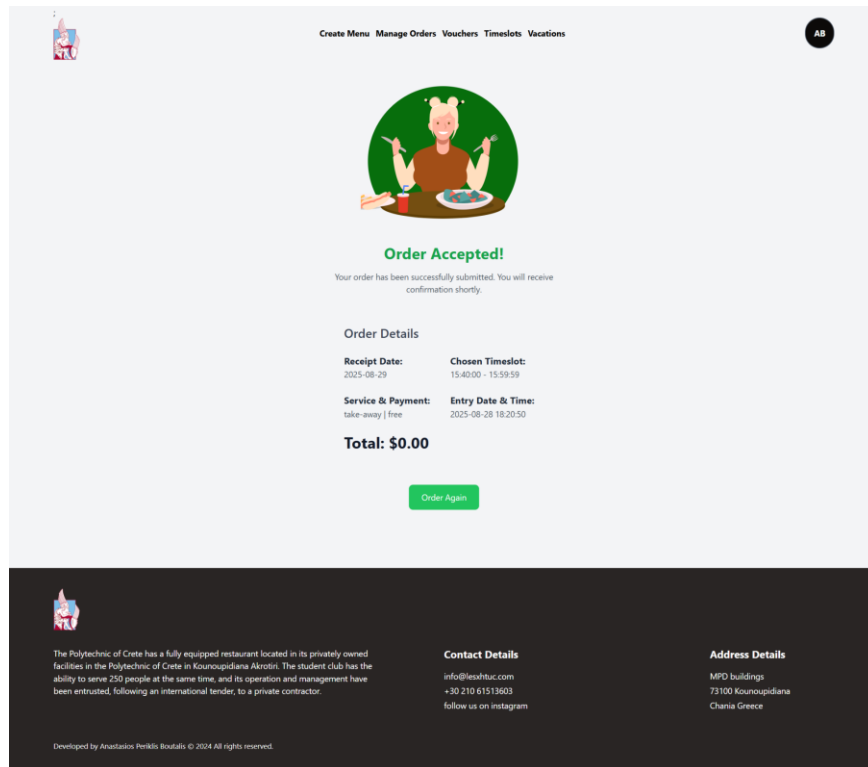 ;
Create Menu Manage Orders Vouchers Timeslots Vacations
AB
Order Accepted!
Your order has been successfully submitted. You will receive
confirmation shortly.
Order Details
Receipt Date:
2025-08-29
Chosen Timeslot:
15:40:00 - 15:59:59
Service & Payment:
take-away | free
Entry Date & Time:
2025-08-28 18:20:50
Total: $0.00
Order Again
The Polytechnic of Crete has a fully equipped restaurant located in its privately owned
facilities in the Polytechnic of Crete in Kounoupidiana Akrotiri. The student club has the
ability to serve 250 people at the same time, and its operation and management have
been entrusted, following an international tender, to a private contractor.
Contact Details
info@lesxhtuc.com
+30 210 61513603
follow us on instagram
Address Details
MPD buildings
73100 Kounoupidiana
Chania Greece
Developed by Anastasios Periklis Boutalis © 2024 All rights reserved.